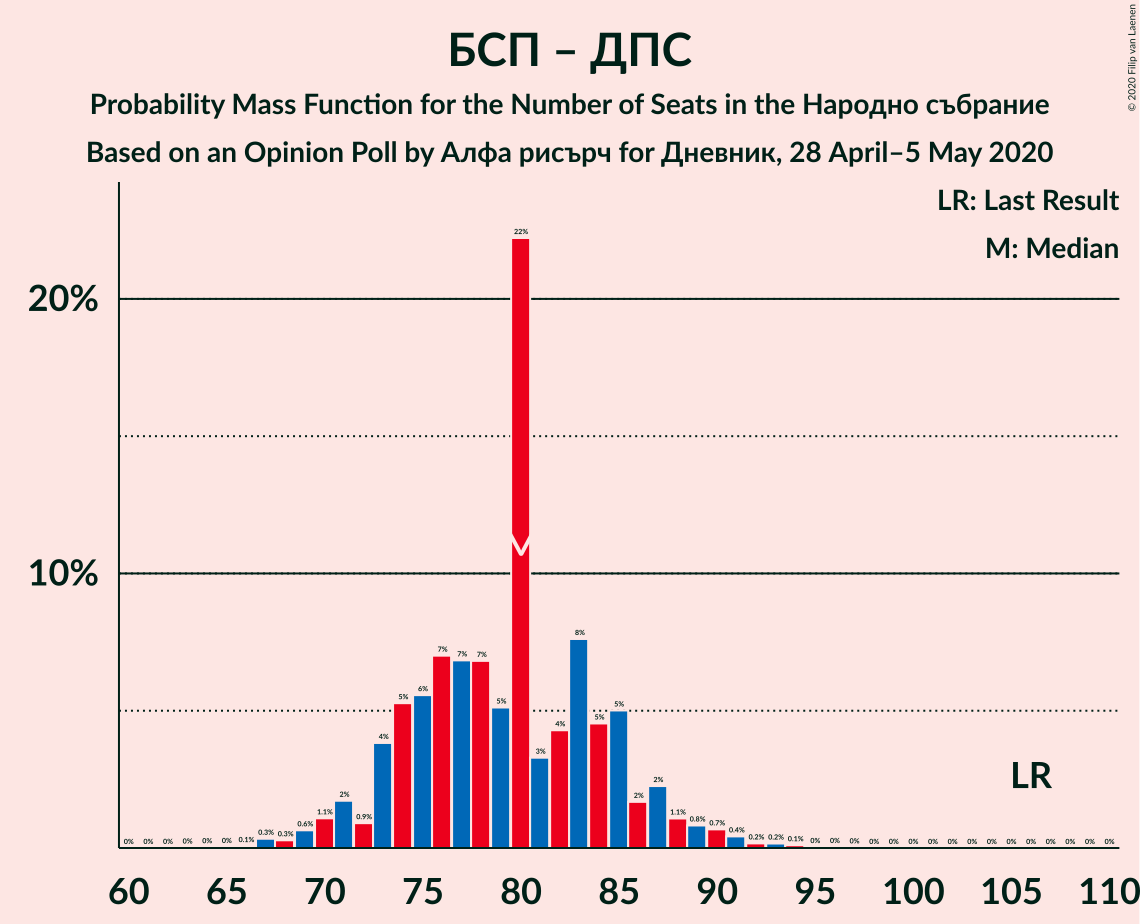 БСП – ДПС
Probability Mass Function for the Number of Seats in the Народно събрание
Based on an Opinion Poll by Алфа рисърч for Дневник, 28 April–5 May 2020
© 2020 Filip van Laenen
LR: Last Result
M: Median
20%
10%
0% 0% 0% 0% 0% 0% 0.1% 0.3% 0.3% 0.6% 1.1% 2% 0.9% 4% 5% 6% 7% 7% 7% 5% 22% 3% 4% 8% 5% 5% 2% 2% 1.1% 0.8% 0.7% 0.4% 0.2% 0.2% 0.1% 0% 0% 0% 0% 0% 0% 0% 0% 0% 0% 0% 0% 0% 0% 0% 0%
M
LR
60 65 70 75 80 85 90 95 100 105 110